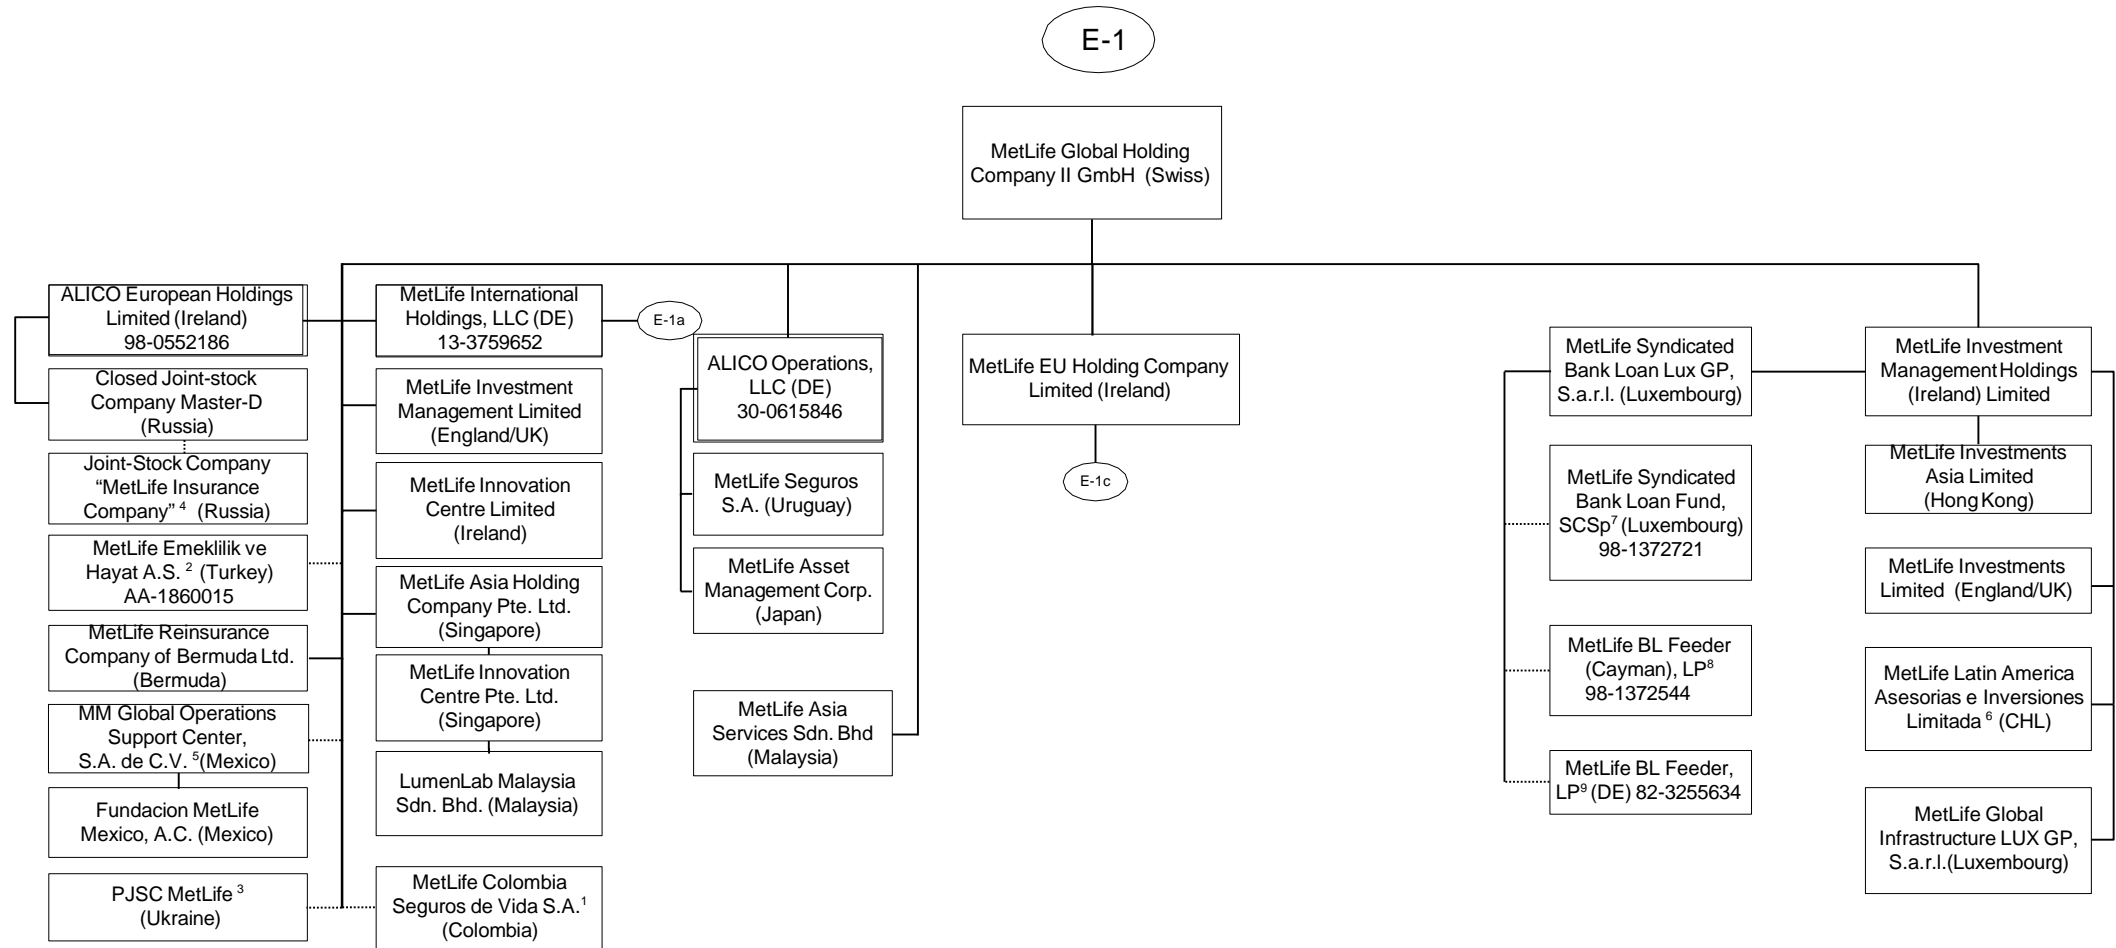 E-1
MetLife Global Holding
Company II GmbH (Swiss)
ALICO European Holdings
Limited (Ireland)
98-0552186
Closed Joint-stock
Company Master-D
(Russia)
Joint-Stock Company
“MetLife Insurance
Company” 4 (Russia)
MetLife Emeklilik ve
Hayat A.S. 2 (Turkey)
AA-1860015
MetLife Reinsurance
Company of Bermuda Ltd.
(Bermuda)
MM Global Operations
Support Center,
S.A. de C.V. 5(Mexico)
Fundacion MetLife
Mexico, A.C. (Mexico)
PJSC MetLife 3
(Ukraine)
MetLife International
Holdings, LLC (DE)
13-3759652
E-1a
MetLife Investment
Management Limited
(England/UK)
MetLife Innovation
Centre Limited
(Ireland)
MetLife Asia Holding
Company Pte. Ltd.
(Singapore)
MetLife Innovation
Centre Pte. Ltd.
(Singapore)
LumenLab Malaysia
Sdn. Bhd. (Malaysia)
MetLife Colombia
Seguros de Vida S.A.1
(Colombia)
ALICO Operations,
LLC (DE)
30-0615846
MetLife Seguros
S.A. (Uruguay)
MetLife Asset
Management Corp.
(Japan)
MetLife Asia
Services Sdn. Bhd
(Malaysia)
MetLife EU Holding Company
Limited (Ireland)
E-1c
MetLife Syndicated
Bank Loan Lux GP,
S.a.r.l. (Luxembourg)
MetLife Syndicated
Bank Loan Fund,
SCSp7 (Luxembourg)
98-1372721
MetLife BL Feeder
(Cayman), LP8
98-1372544
MetLife BL Feeder,
LP9 (DE) 82-3255634
MetLife Investment
Management Holdings
(Ireland) Limited
MetLife Investments
Asia Limited
(Hong Kong)
MetLife Investments
Limited (England/UK)
MetLife Latin America
Asesorias e Inversiones
Limitada 6 (CHL)
MetLife Global
Infrastructure LUX GP,
S.a.r.l.(Luxembourg)